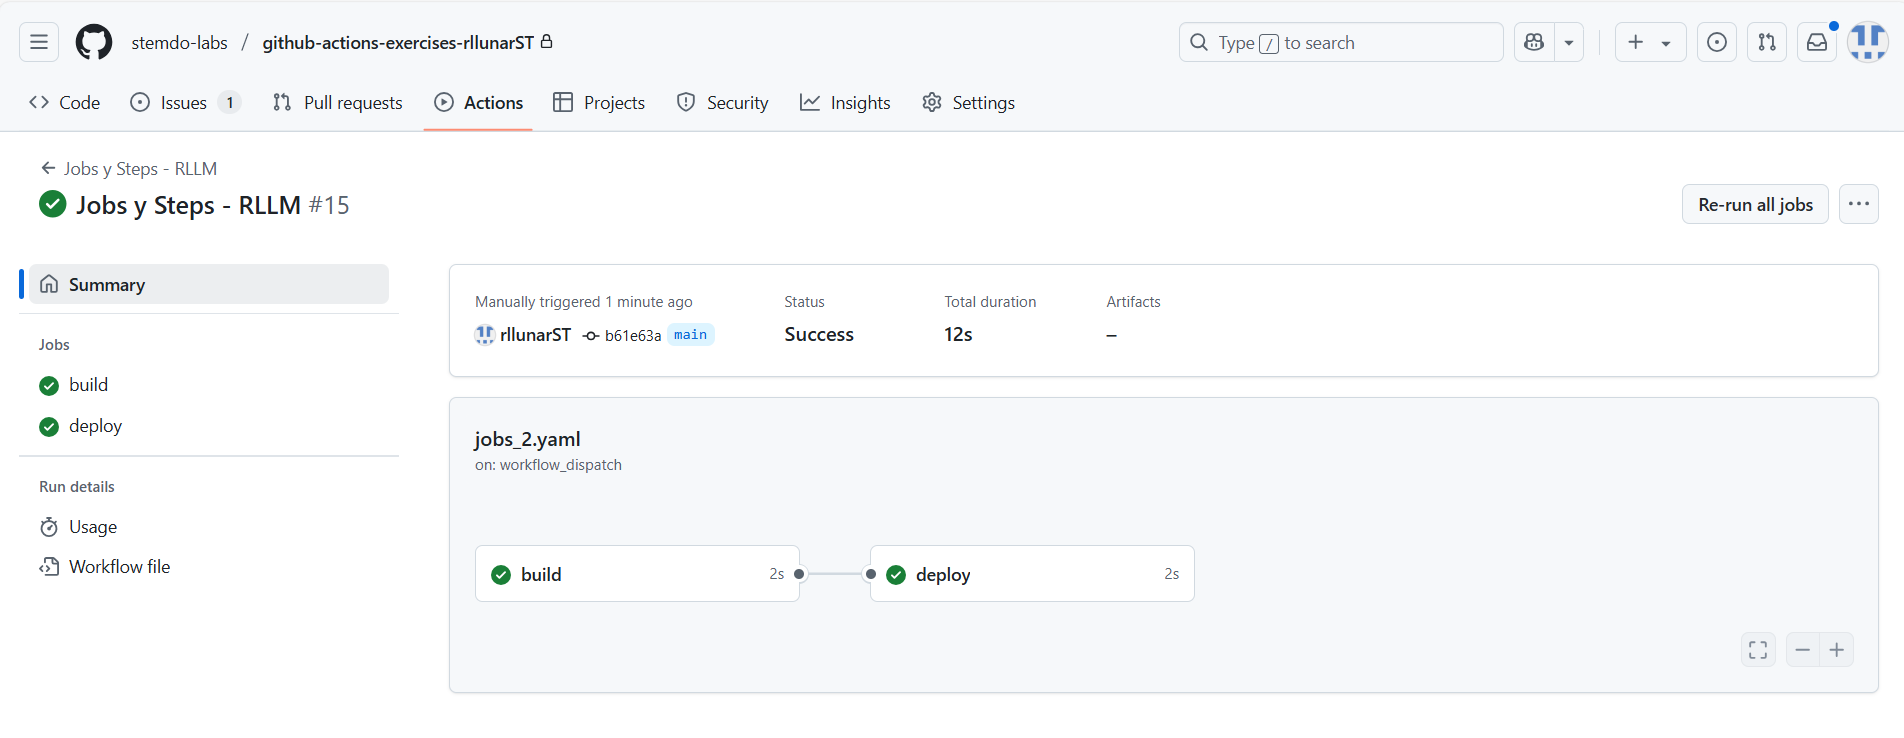 stemdo-labs / github-actions-exercises-rllunarST
Type / to search
Code Issues 1 Pull requests Actions Projects Security Insights Settings
Jobs y Steps - RLLM
Jobs y Steps - RLLM #15
Re-run all jobs
Summary
Jobs
build
deploy
Run details
Usage
Workflow file
Manually triggered 1 minute ago
rllunarST b61e63a main
Status
Success
Total duration
12s
Artifacts
–
jobs_2.yaml
on: workflow_dispatch
build 2s
deploy 2s